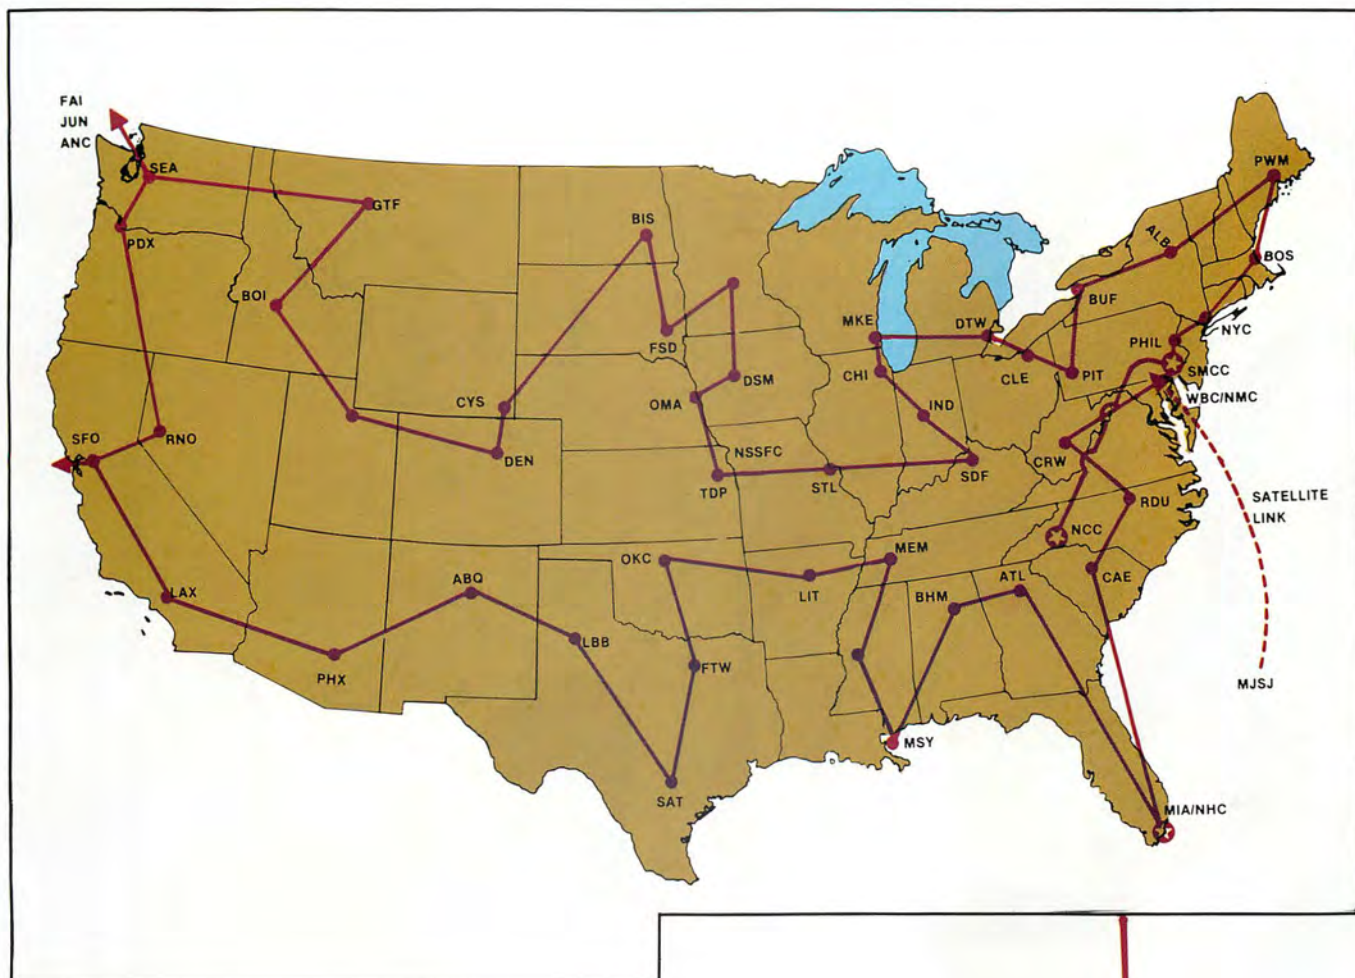 FAI
JUN
ANC
SEA
GTF
PDX
BOI
BIS
FSD
CYS
DEN
SFO
RNO
LAX
PHX
ABQ
LBB
SAT
FTW
OKC
LIT
MEM
MSY
BHM
ATL
MIA/NHC
CAE
RDU
NCC
CRW
OMA
DSM
NSSFC
TDP
STL
SDF
IND
CHI
MKE
DTW
CLE
PIT
BUF
ALB
PWM
BOS
NYC
PHIL
SMCC
WBC/NMC
SATELLITE
LINK
MJSJ